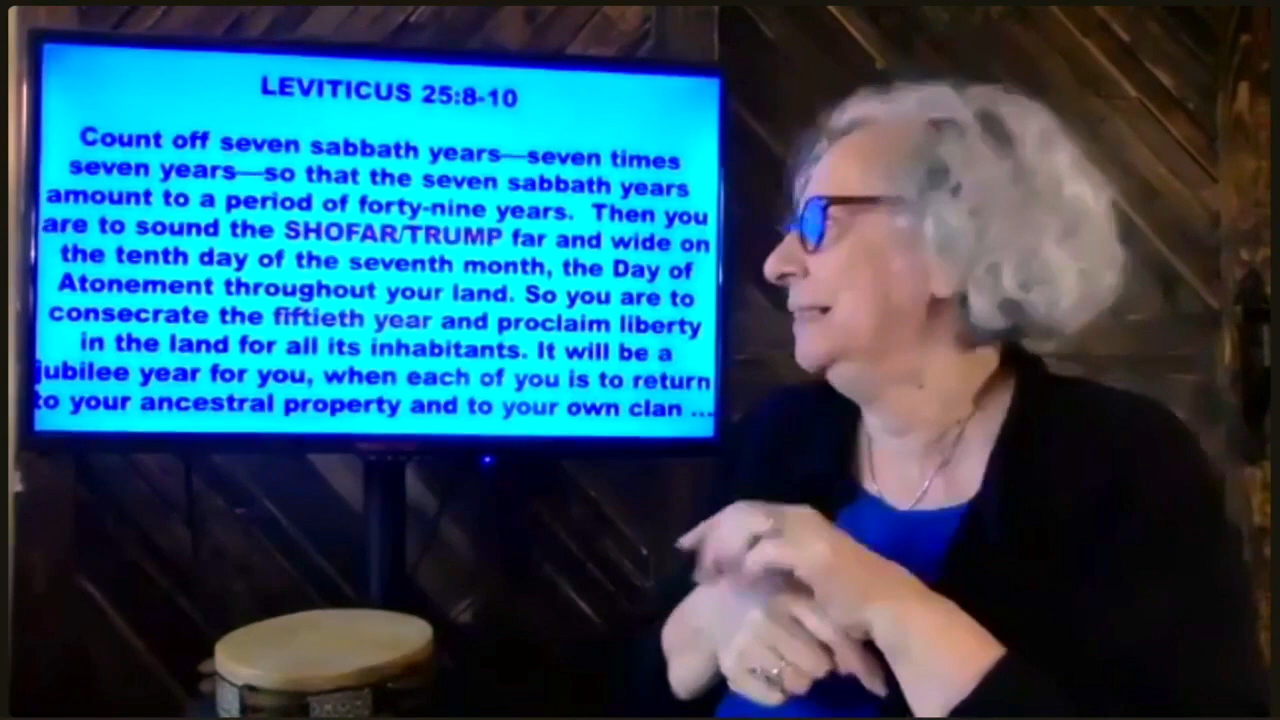 LEVITICUS 25:8-10
Count off seven sabbath years—seven times
seven years—so that the seven sabbath years
amount to a period of forty-nine years. Then you
are to sound the SHOFAR/TRUMP far and wide on
the tenth day of the seventh month, the Day of
Atonement throughout your land. So you are to
consecrate the fiftieth year and proclaim liberty
in the land for all its inhabitants. It will be a
jubilee year for you, when each of you is to return
to your ancestral property and to your own clan ...